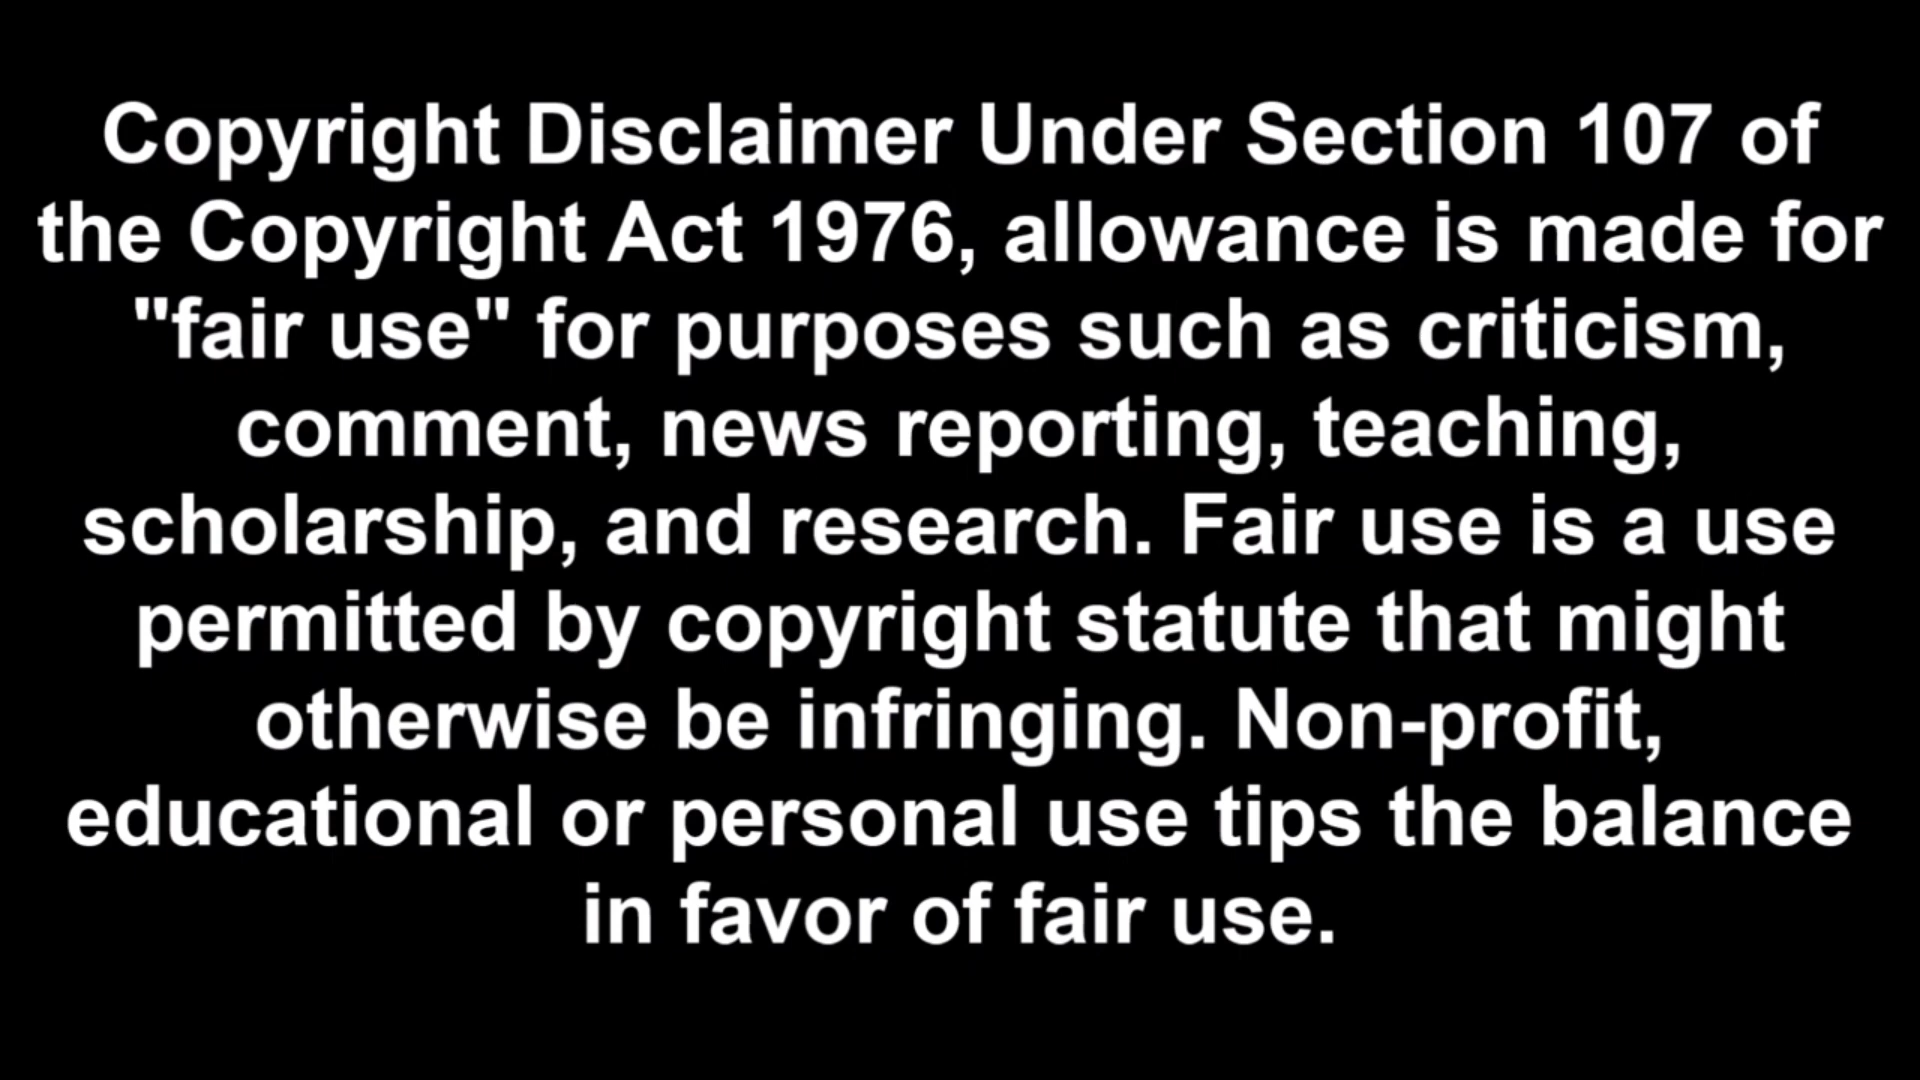 Copyright Disclaimer Under Section 107 of
the Copyright Act 1976, allowance is made for
"fair use" for purposes such as criticism,
comment, news reporting, teaching,
scholarship, and research. Fair use is a use
permitted by copyright statute that might
otherwise be infringing. Non-profit,
educational or personal use tips the balance
in favor of fair use.